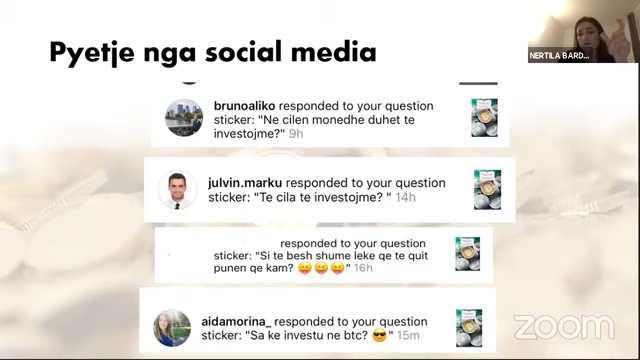 Pyetje nga social media
NERTILA BARD...
brunoaliko responded to your question
sticker: "Ne cilen monedhe duhet te
investojme?" 9h
julvin.marku responded to your question
sticker: "Te cila te investojme? " 14h
responded to your question
sticker: "Si te besh shume leke qe te quit
punen qe kam? 😝😝😝" 16h
aidamorina_ responded to your question
sticker: "Sa ke investu ne btc? 😎" 15m
zoom